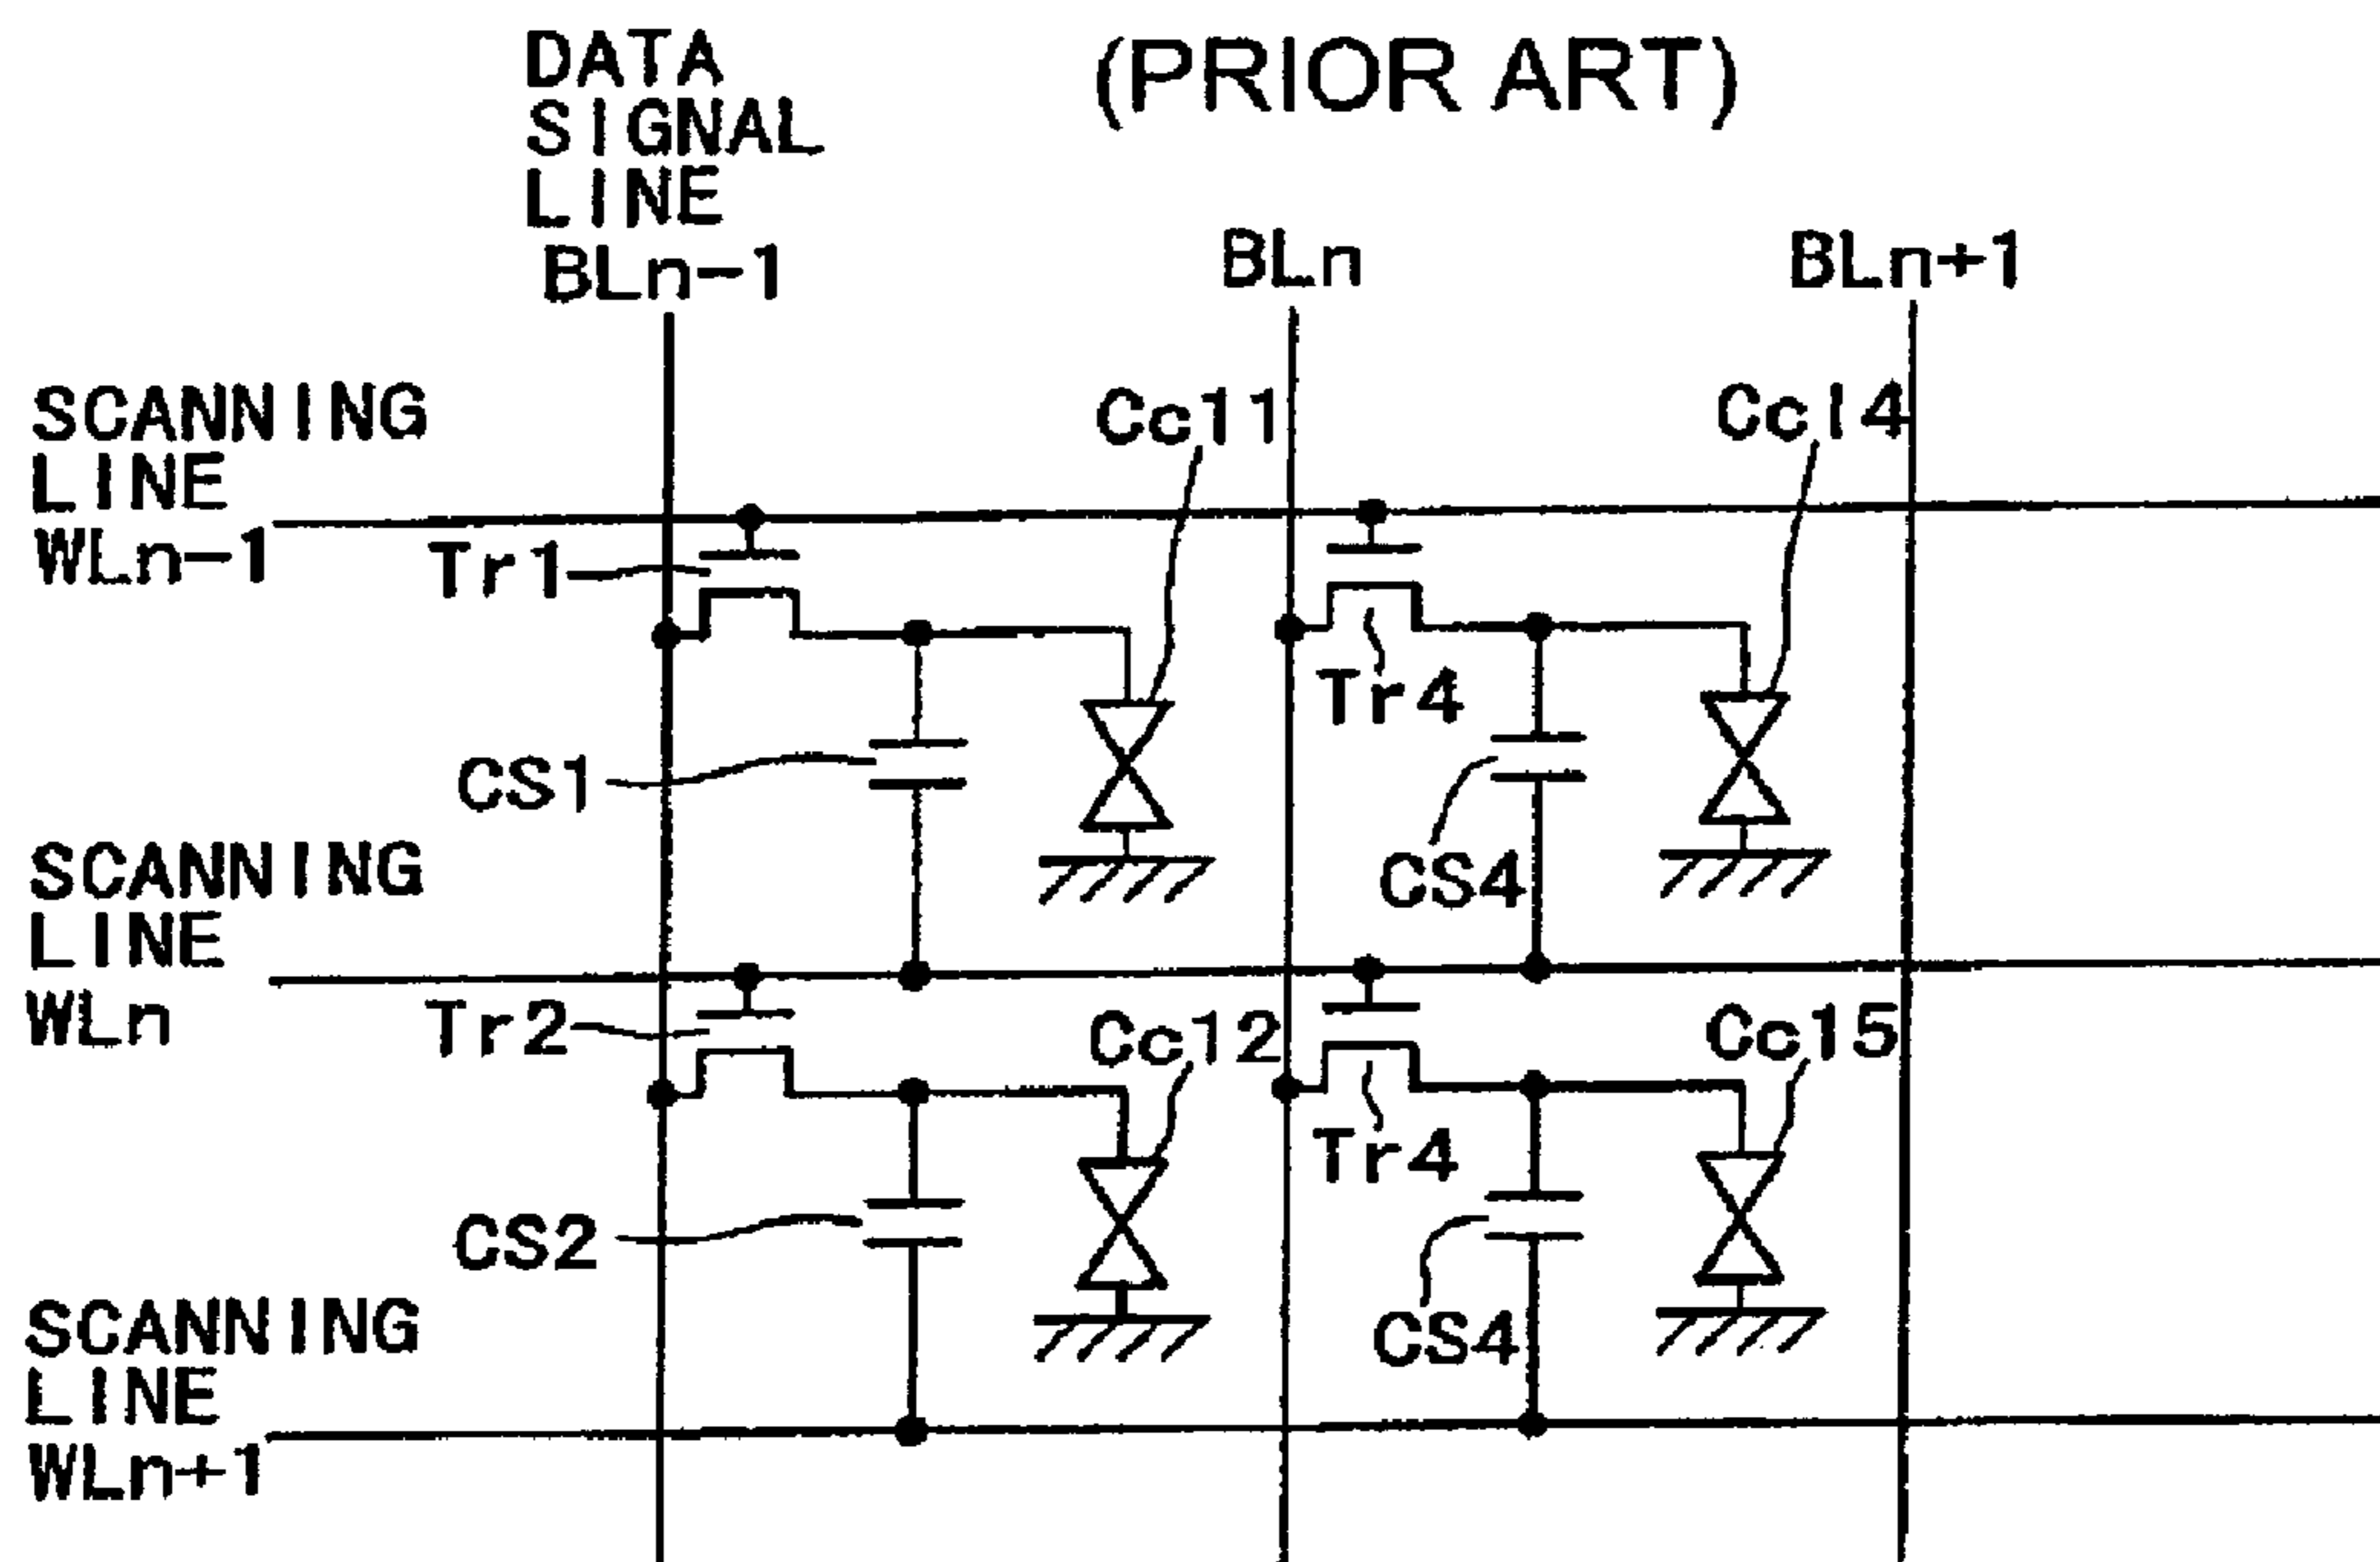 DATA
SIGNAL
LINE
BLn-1
(PRIOR ART)
BLn
BLn+1
SCANNING
LINE
WLn-1
Cc11
Cc14
Tr1
Tr4
CS1
CS4
SCANNING
LINE
WLn
Tr2
Cc12
Cc15
Tr4
CS2
CS4
SCANNING
LINE
WLn+1